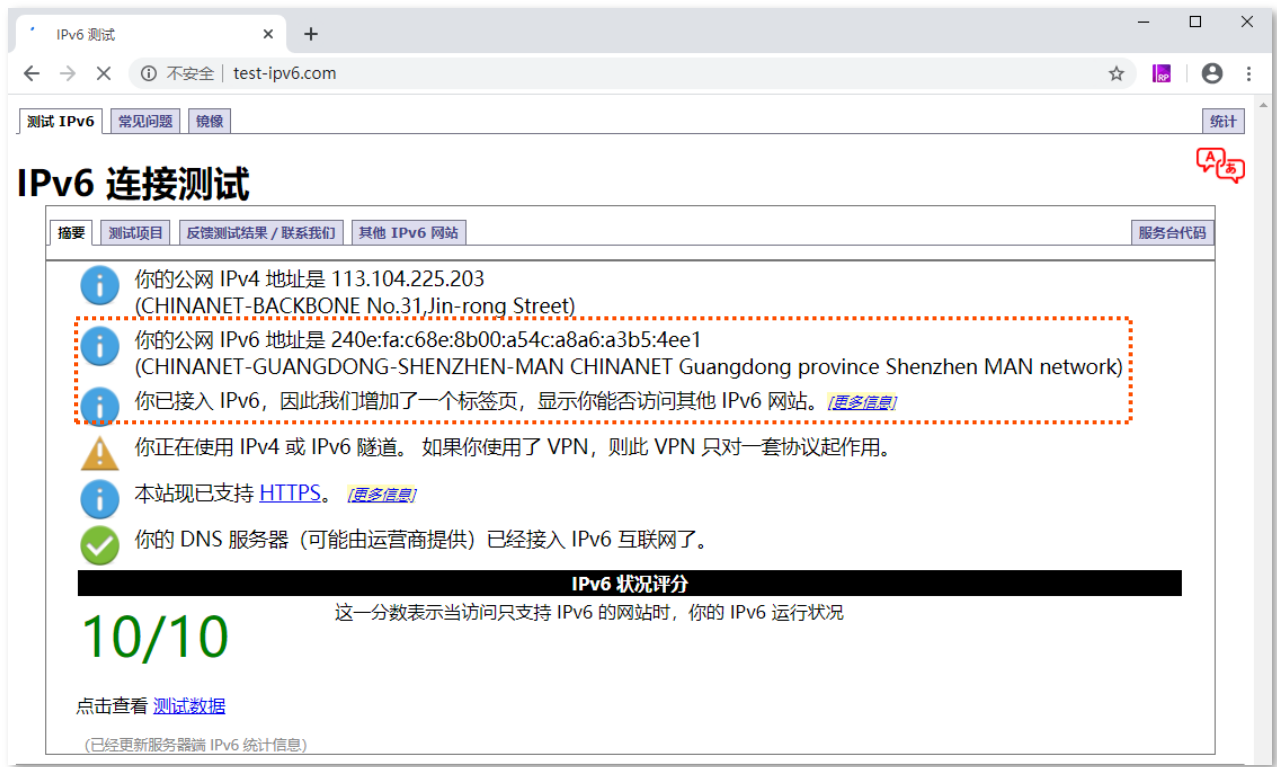 IPv6 测试
不安全 | test-ipv6.com
RP
测试 IPv6 常见问题 镜像 统计
A あ
IPv6 连接测试
摘要 测试项目 反馈测试结果 / 联系我们 其他 IPv6 网站 服务台代码
你的公网 IPv4 地址是 113.104.225.203
(CHINANET-BACKBONE No.31,Jin-rong Street)
你的公网 IPv6 地址是 240e:fa:c68e:8b00:a54c:a8a6:a3b5:4ee1
(CHINANET-GUANGDONG-SHENZHEN-MAN CHINANET Guangdong province Shenzhen MAN network)
你已接入 IPv6，因此我们增加了一个标签页，显示你能否访问其他 IPv6 网站。 [更多信息]
你正在使用 IPv4 或 IPv6 隧道。 如果你使用了 VPN，则此 VPN 只对一套协议起作用。
本站现已支持 HTTPS。 [更多信息]
你的 DNS 服务器（可能由运营商提供）已经接入 IPv6 互联网了。
IPv6 状况评分
10/10 这一分数表示当访问只支持 IPv6 的网站时，你的 IPv6 运行状况
点击查看 测试数据
(已经更新服务器端 IPv6 统计信息)